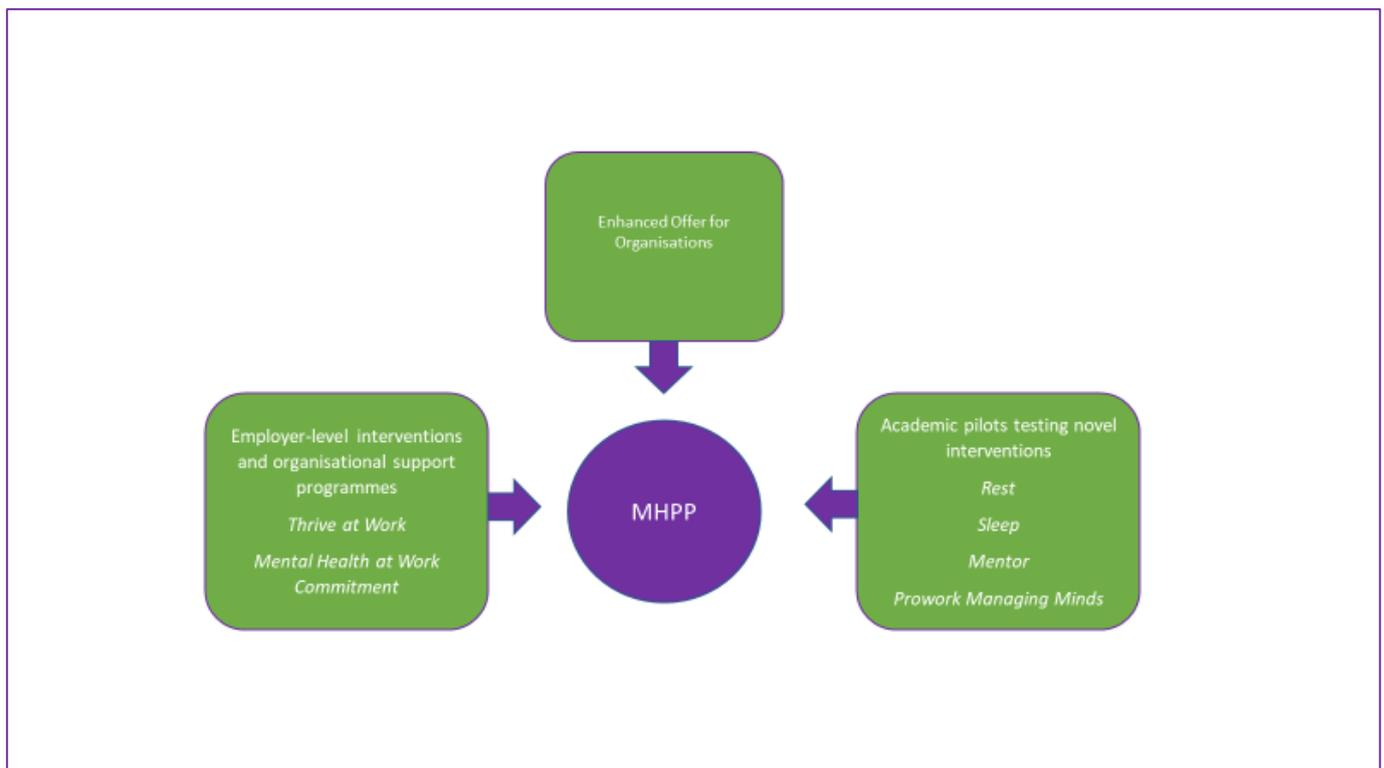 Enhanced Offer for
Organisations
Employer-level interventions
and organisational support
programmes
Thrive at Work
Mental Health at Work
Commitment
MHPP
Academic pilots testing novel
interventions
Rest
Sleep
Mentor
Prowork Managing Minds